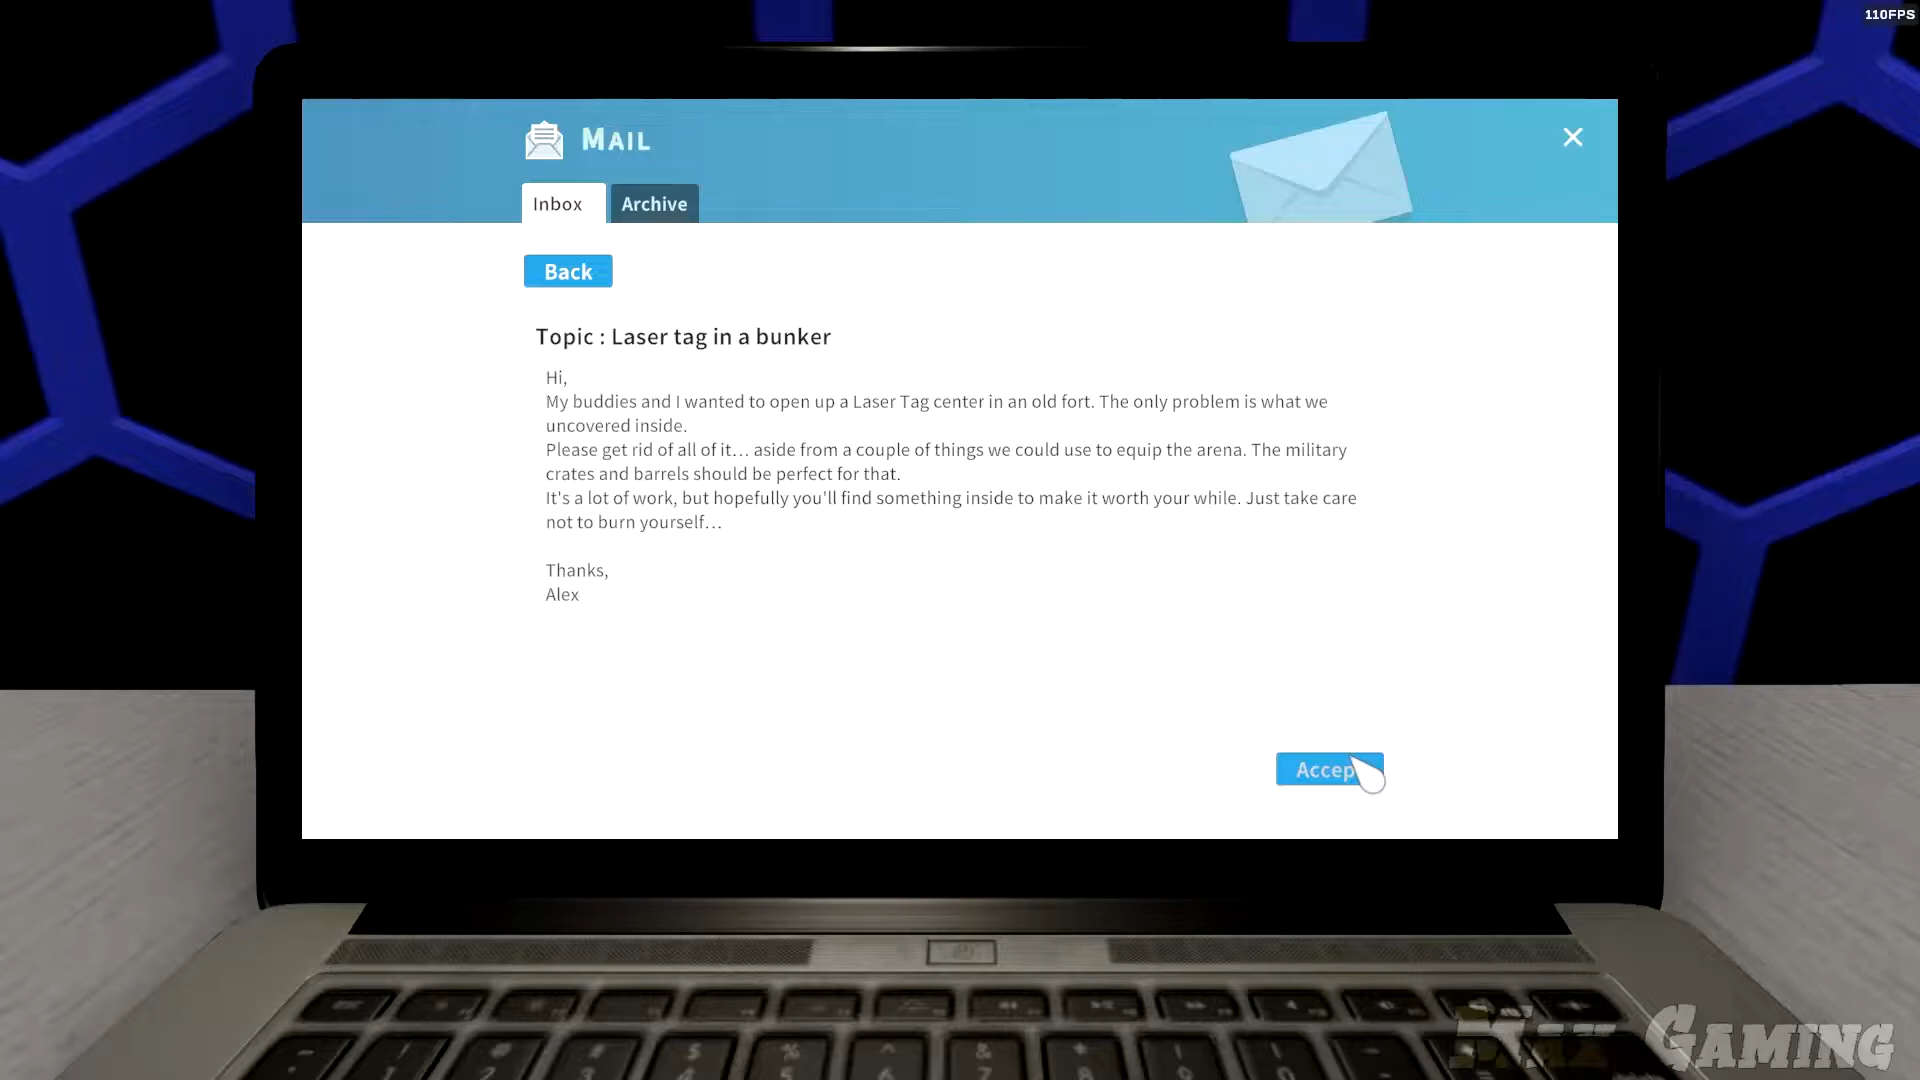 110FPS
MAIL
Inbox
Archive
Back
Topic : Laser tag in a bunker
Hi,
My buddies and I wanted to open up a Laser Tag center in an old fort. The only problem is what we
uncovered inside.
Please get rid of all of it... aside from a couple of things we could use to equip the arena. The military
crates and barrels should be perfect for that.
It's a lot of work, but hopefully you'll find something inside to make it worth your while. Just take care
not to burn yourself...
Thanks,
Alex
Accep
Max Gaming